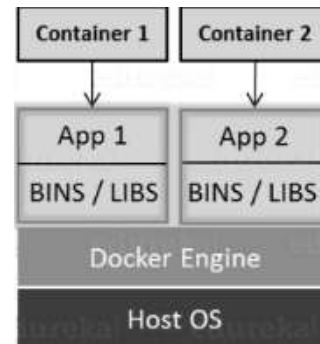 Container 1 Container 2
App 1 App 2
BINS / LIBS BINS / LIBS
Docker Engine
Host OS